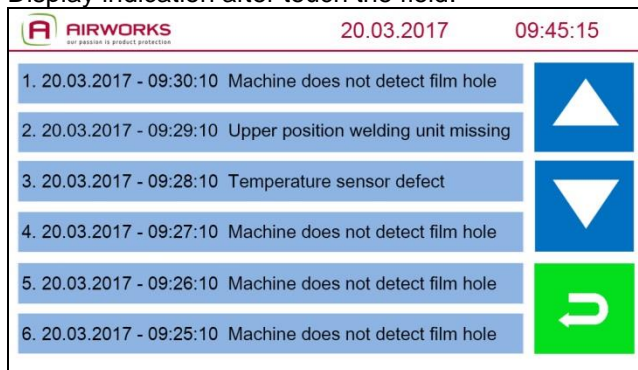 Display indication after touch the field.
AIRWORKS 20.03.2017 09:45:15
our passion is product protection
1. 20.03.2017 - 09:30:10 Machine does not detect film hole
2. 20.03.2017 - 09:29:10 Upper position welding unit missing
3. 20.03.2017 - 09:28:10 Temperature sensor defect
4. 20.03.2017 - 09:27:10 Machine does not detect film hole
5. 20.03.2017 - 09:26:10 Machine does not detect film hole
6. 20.03.2017 - 09:25:10 Machine does not detect film hole